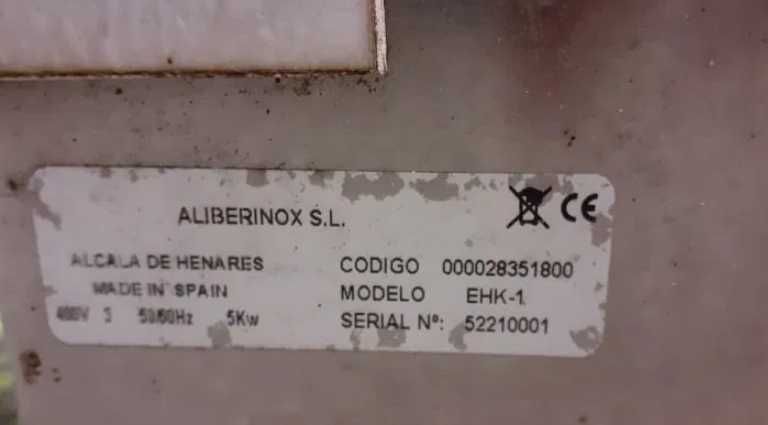 ALIBERINOX S.L.
CE
ALCALA DE HENARES
MADE IN SPAIN
400V 3 50/60Hz 5Kw
CODIGO 000028351800
MODELO EHK-1
SERIAL Nº: 52210001